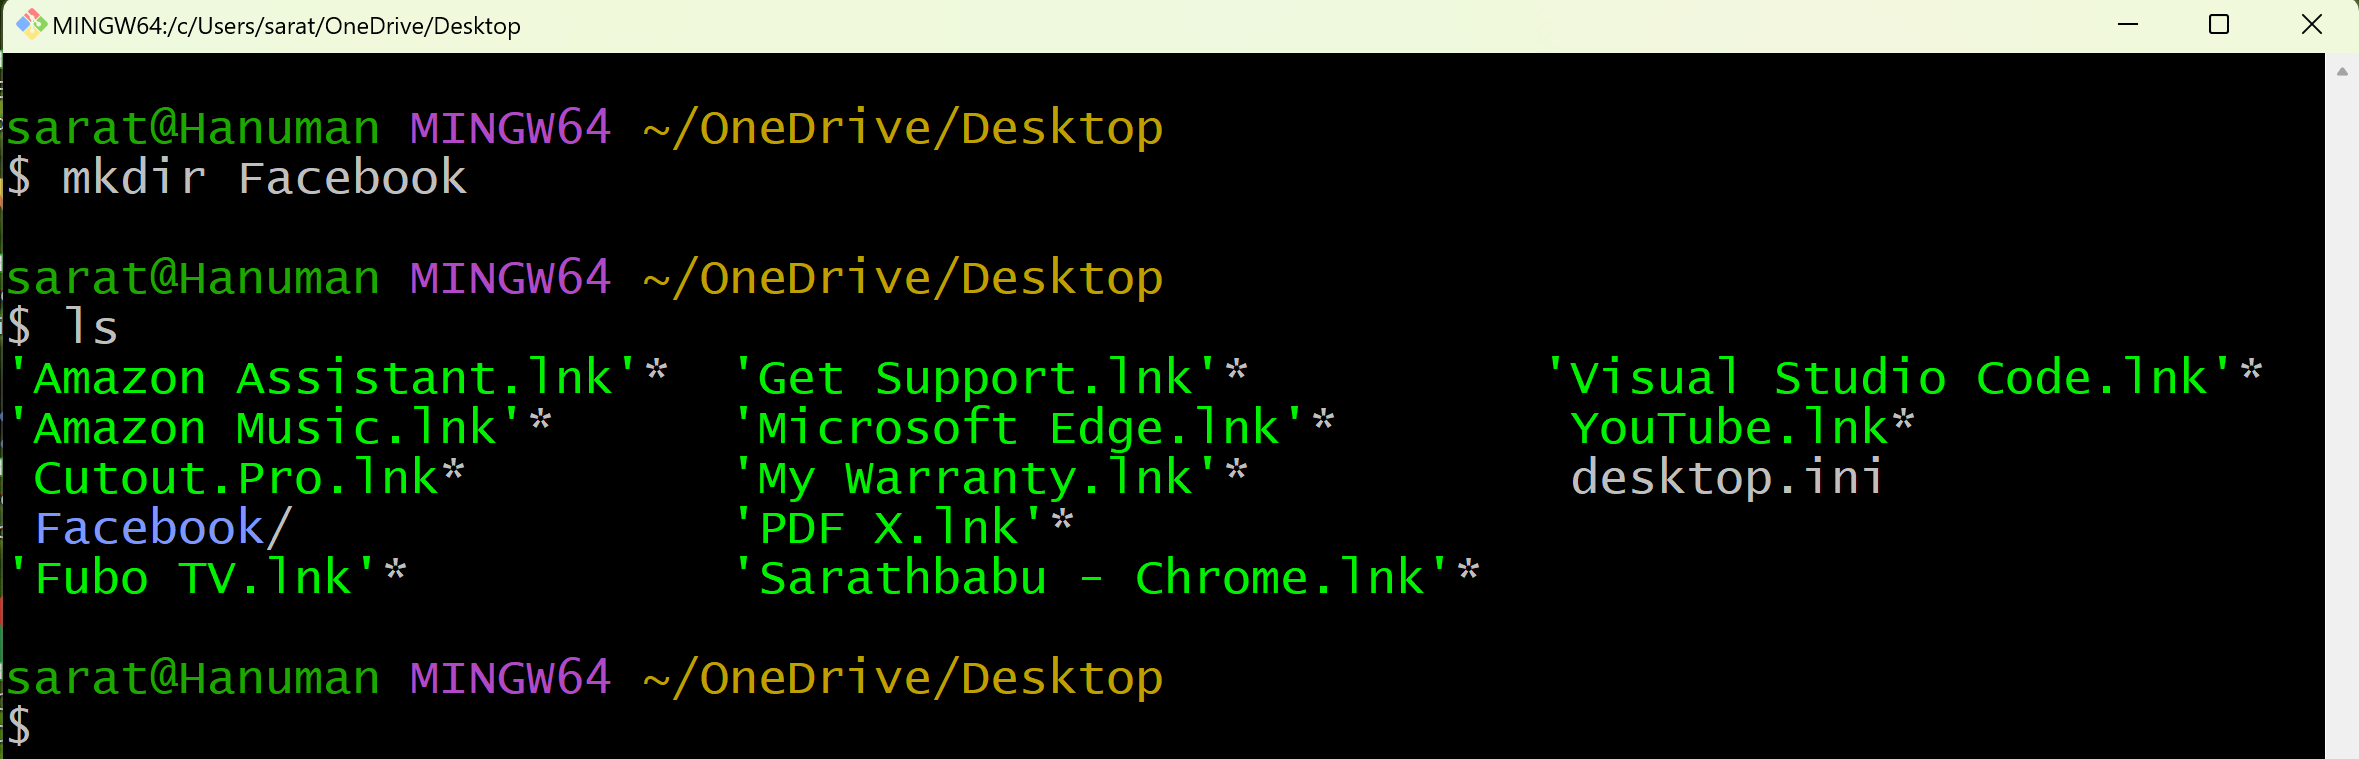 MINGW64:/c/Users/sarat/OneDrive/Desktop
sarat@Hanuman MINGW64 ~/OneDrive/Desktop
$ mkdir Facebook
sarat@Hanuman MINGW64 ~/OneDrive/Desktop
$ ls
'Amazon Assistant.lnk'* 'Get Support.lnk'* 'Visual Studio Code.lnk'*
'Amazon Music.lnk'* 'Microsoft Edge.lnk'* YouTube.lnk*
Cutout.Pro.lnk* 'My Warranty.lnk'* desktop.ini
Facebook/ 'PDF X.lnk'*
'Fubo TV.lnk'* 'Sarathbabu - Chrome.lnk'*
sarat@Hanuman MINGW64 ~/OneDrive/Desktop
$